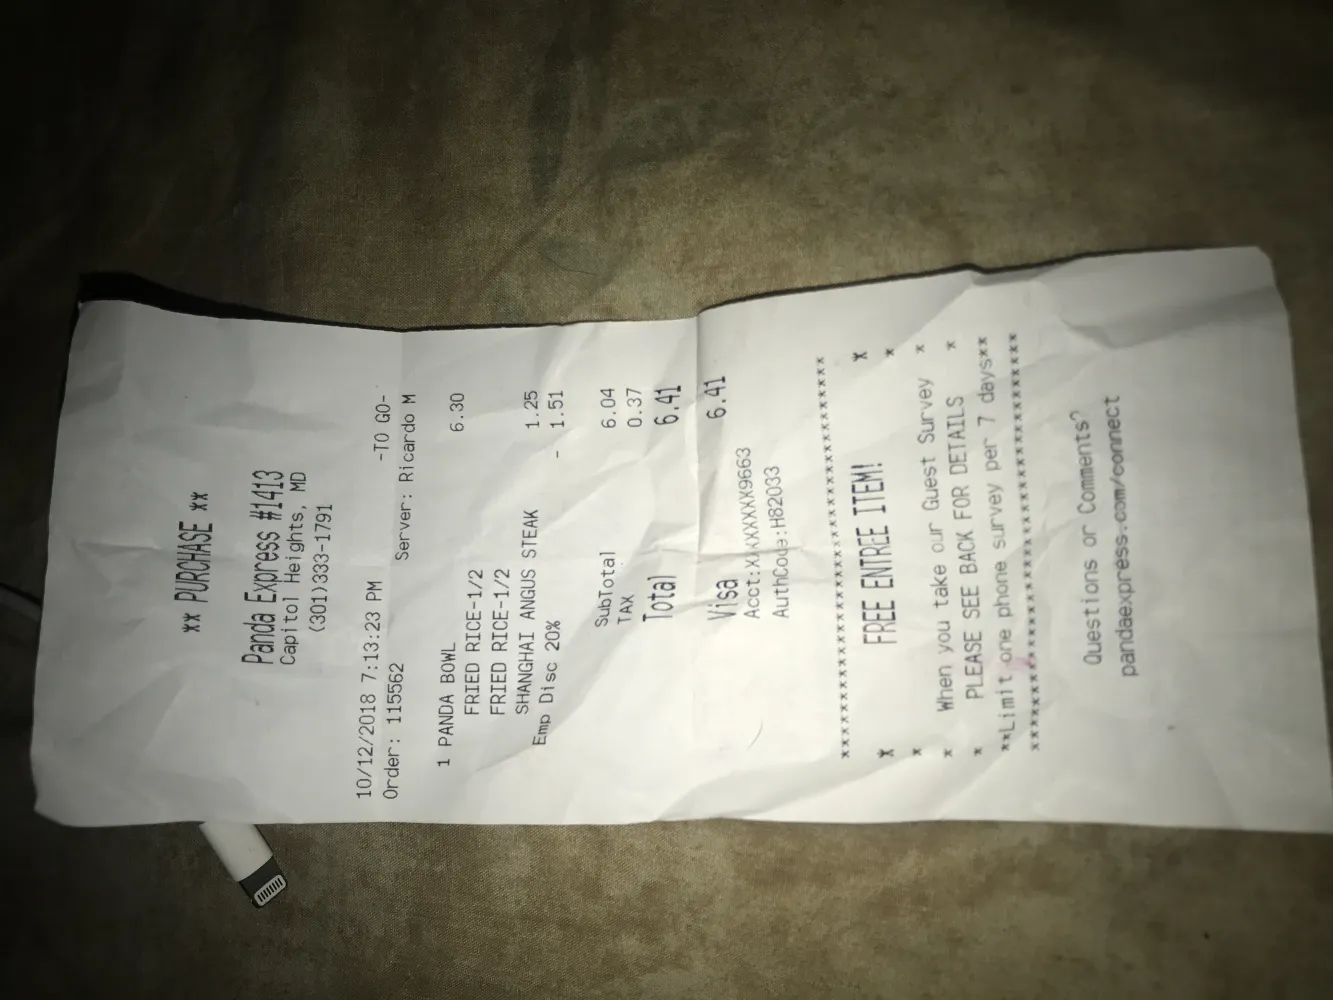 ** PURCHASE **
Panda Express #1413
Capitol Heights, MD
(301)333-1791
10/12/2018 7:13:23 PM -TO GO-
Order: 115562 Server: Ricardo M
1 PANDA BOWL 6.30
FRIED RICE-1/2
FRIED RICE-1/2
SHANGHAI ANGUS STEAK 1.25
Emp Disc 20% - 1.51
SubTotal 6.04
TAX 0.37
Total 6.41
Visa 6.41
Acct:XXXXXXXX9663
AuthCode:H82033
****************************************
* FREE ENTREE ITEM! *
* *
* When you take our Guest Survey *
* PLEASE SEE BACK FOR DETAILS *
**Limit one phone survey per 7 days**
****************************************
Questions or Comments?
pandaexpress.com/connect